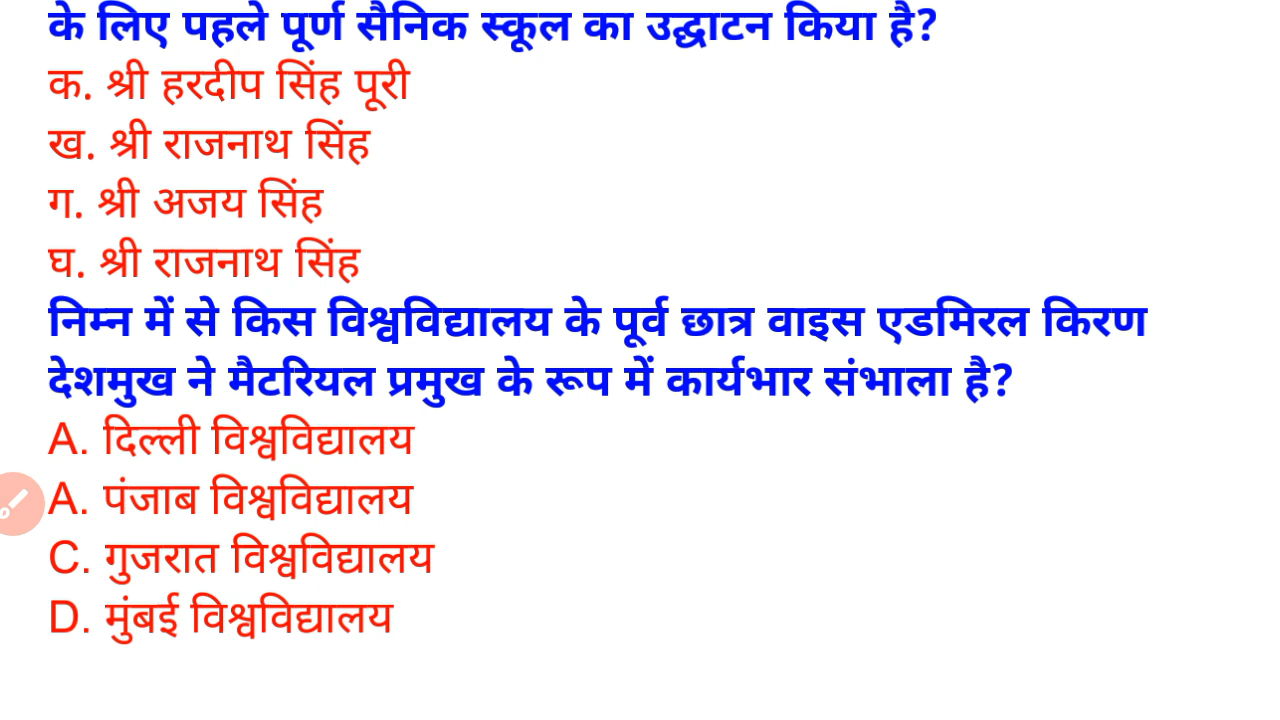 के लिए पहले पूर्ण सैनिक स्कूल का उद्घाटन किया है?
क. श्री हरदीप सिंह पूरी
ख. श्री राजनाथ सिंह
ग. श्री अजय सिंह
घ. श्री राजनाथ सिंह
निम्न में से किस विश्वविद्यालय के पूर्व छात्र वाइस एडमिरल किरण
देशमुख ने मैटरियल प्रमुख के रूप में कार्यभार संभाला है?
A. दिल्ली विश्वविद्यालय
A. पंजाब विश्वविद्यालय
C. गुजरात विश्वविद्यालय
D. मुंबई विश्वविद्यालय